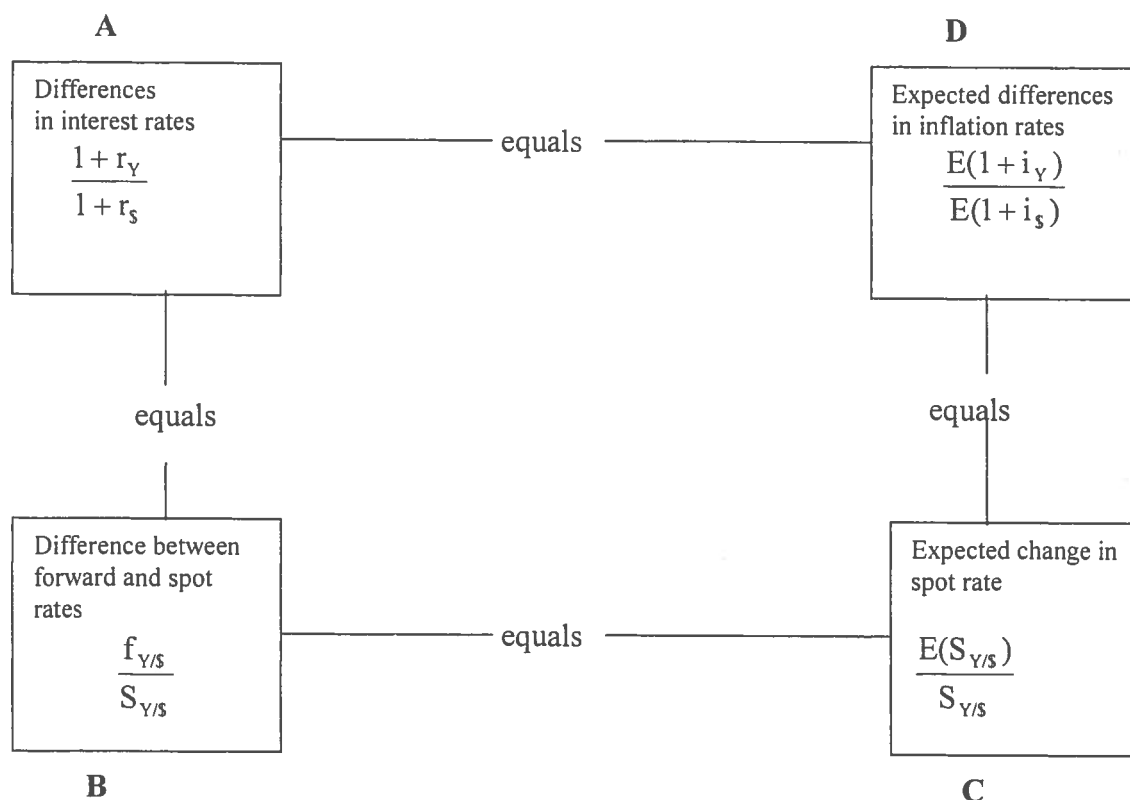 A
Differences
in interest rates
1 + r_Y
1 + r_$
equals
D
Expected differences
in inflation rates
E(1 + i_Y)
E(1 + i_$)
equals
equals
Difference between
forward and spot
rates
f_Y/$
S_Y/$
B
equals
Expected change in
spot rate
E(S_Y/$)
S_Y/$
C